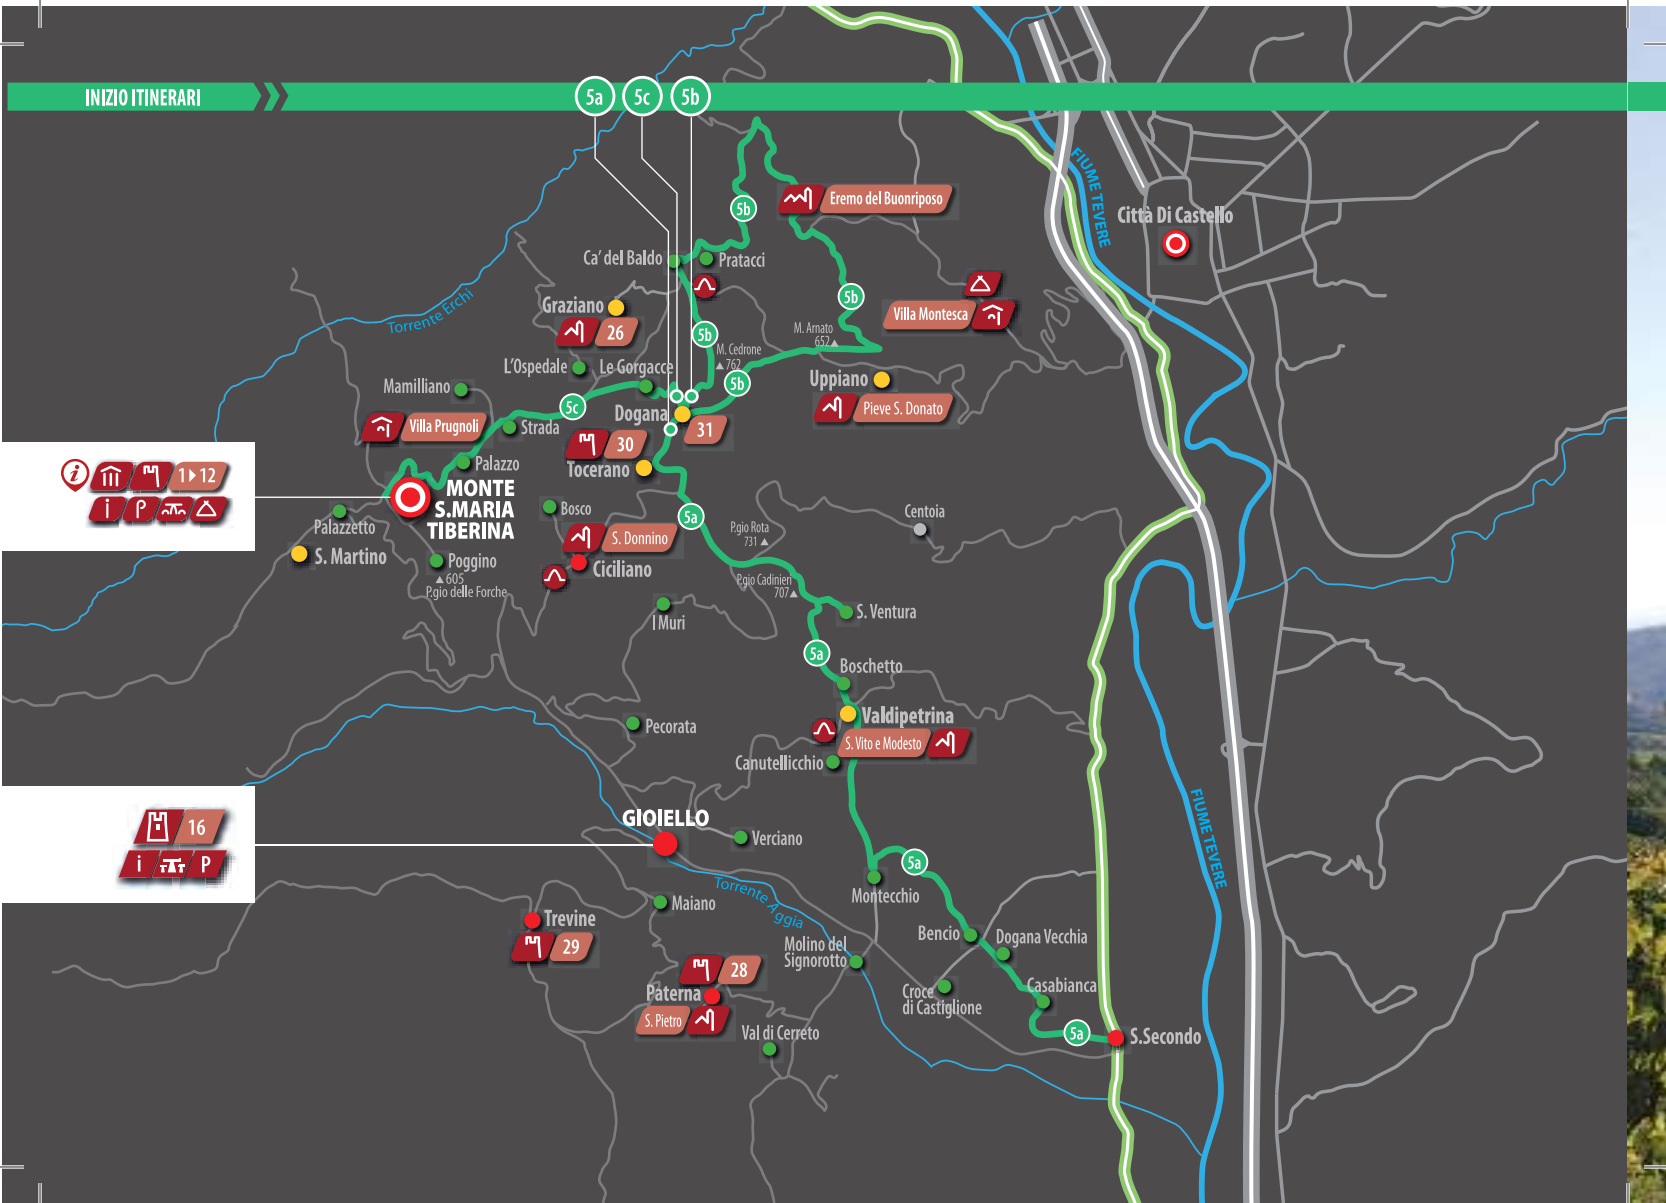 INIZIO ITINERARI
5a
5c
5b
FIUME TEVERE
5b
Eremo del Buonriposo
Città Di Castello
Ca' del Baldo
Pratacci
Torrente Erchi
Graziano
26
5b
5b
Villa Montesca
M. Arnato
652
M. Cedrone
762
L'Ospedale
Le Gorgacce
Mamilliano
5b
Uppiano
Pieve S. Donato
5c
Dogana
31
Villa Prugnoli
Strada
30
Tocerano
Palazzo
i
1 12
i P
MONTE
S.MARIA
TIBERINA
Palazzetto
S. Martino
Bosco
S. Donnino
Ciciliano
Poggino
605
P.gio delle Forche
5a
P.gio Rota
731
Centoia
P.gio Cadinieri
707
I Muri
S. Ventura
5a
Boschetto
Valdipetrina
S. Vito e Modesto
Pecorata
Canutellicchio
FIUME TEVERE
16
i P
GIOIELLO
Verciano
5a
Torrente Aggia
Montecchio
Maiano
Trevine
29
Bencio
Dogana Vecchia
Molino del
Signorotto
28
Paterna
S. Pietro
Croce
di Castiglione
Casabianca
Val di Cerreto
5a
S.Secondo